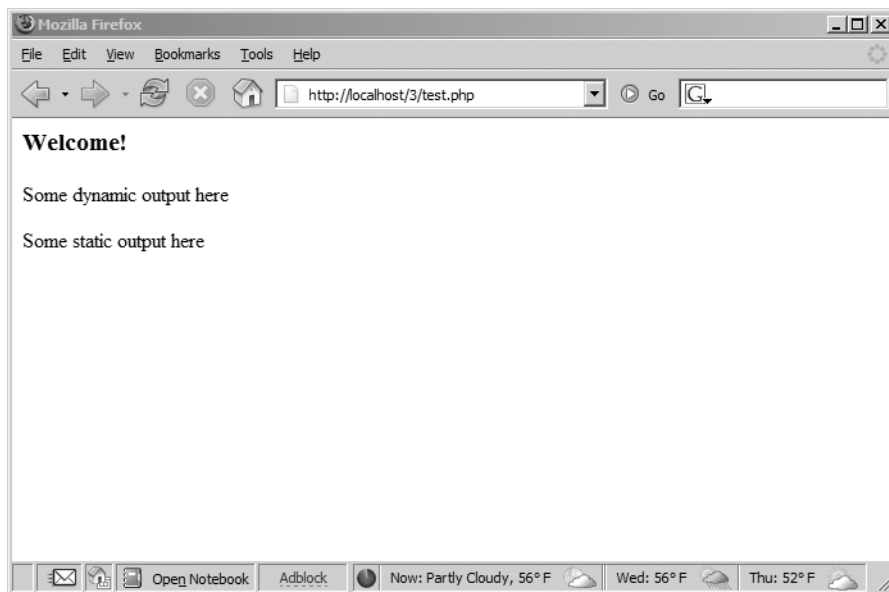 Mozilla Firefox
File Edit View Bookmarks Tools Help
http://localhost/3/test.php Go G
Welcome!
Some dynamic output here
Some static output here
Open Notebook Adblock Now: Partly Cloudy, 56° F Wed: 56° F Thu: 52° F